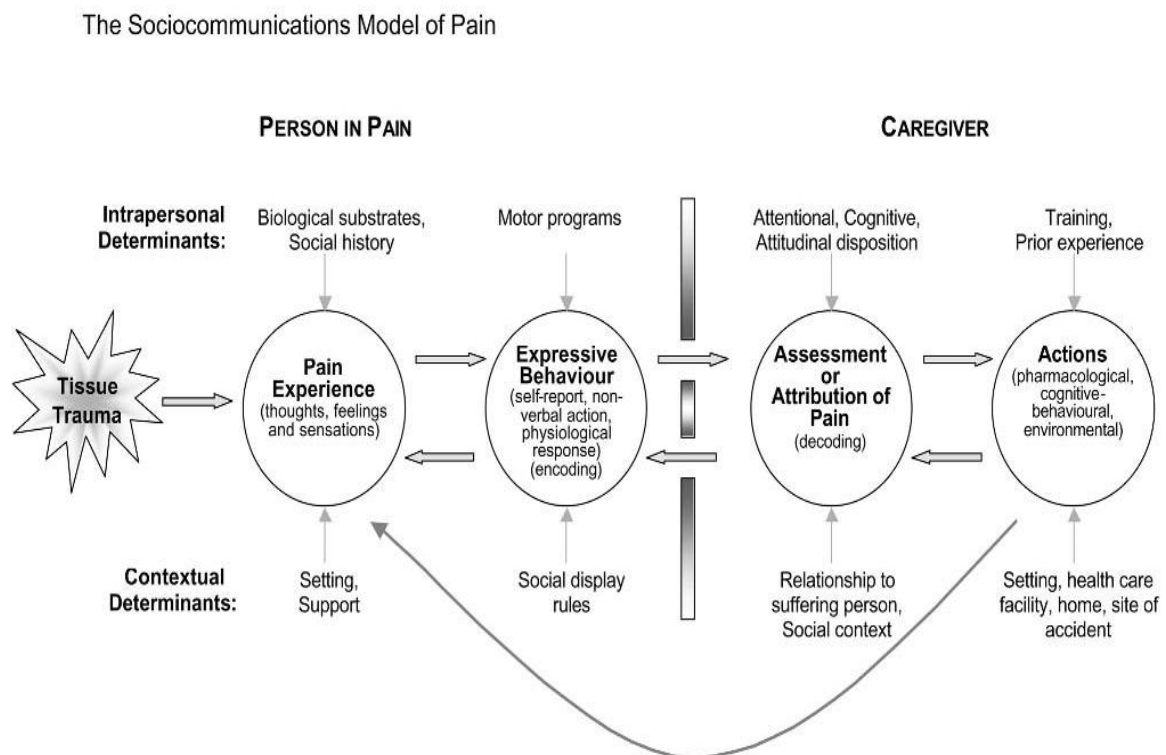 The Sociocommunications Model of Pain
PERSON IN PAIN
CAREGIVER
Intrapersonal
Determinants:
Biological substrates,
Social history
Motor programs
Attentional, Cognitive,
Attitudinal disposition
Training,
Prior experience
Tissue
Trauma
Pain
Experience
(thoughts, feelings
and sensations)
Expressive
Behaviour
(self-report, non-
verbal action,
physiological
response)
(encoding)
Assessment
or
Attribution of
Pain
(decoding)
Actions
(pharmacological,
cognitive-
behavioural,
environmental)
Contextual
Determinants:
Setting,
Support
Social display
rules
Relationship to
suffering person,
Social context
Setting, health care
facility, home, site of
accident